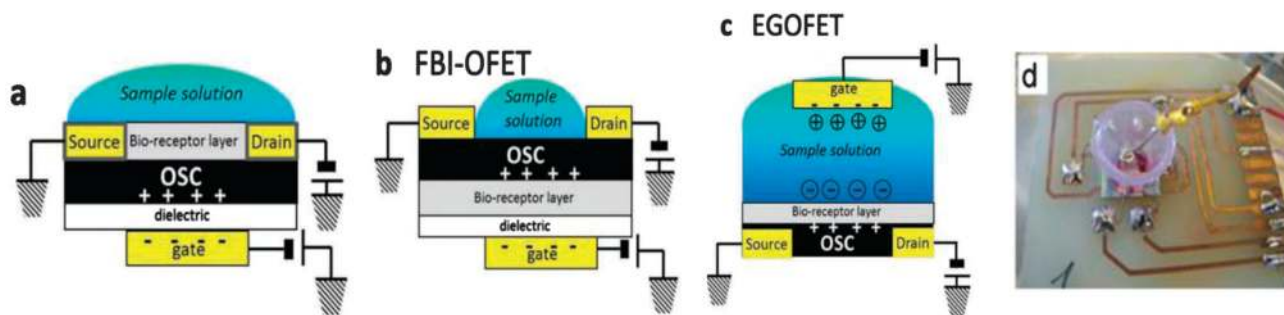 a
Sample solution
Source
Bio-receptor layer
Drain
OSC
+ + + +
dielectric
- - - -
gate
b FBI-OFET
Sample
solution
Source
Drain
OSC
+ + + +
Bio-receptor layer
dielectric
- - - -
gate
c EGOFET
gate
- - - -
⊕ ⊕ ⊕ ⊕
Sample solution
⊖ ⊖ ⊖ ⊖
Bio-receptor layer
+ + + +
Source
OSC
Drain
d